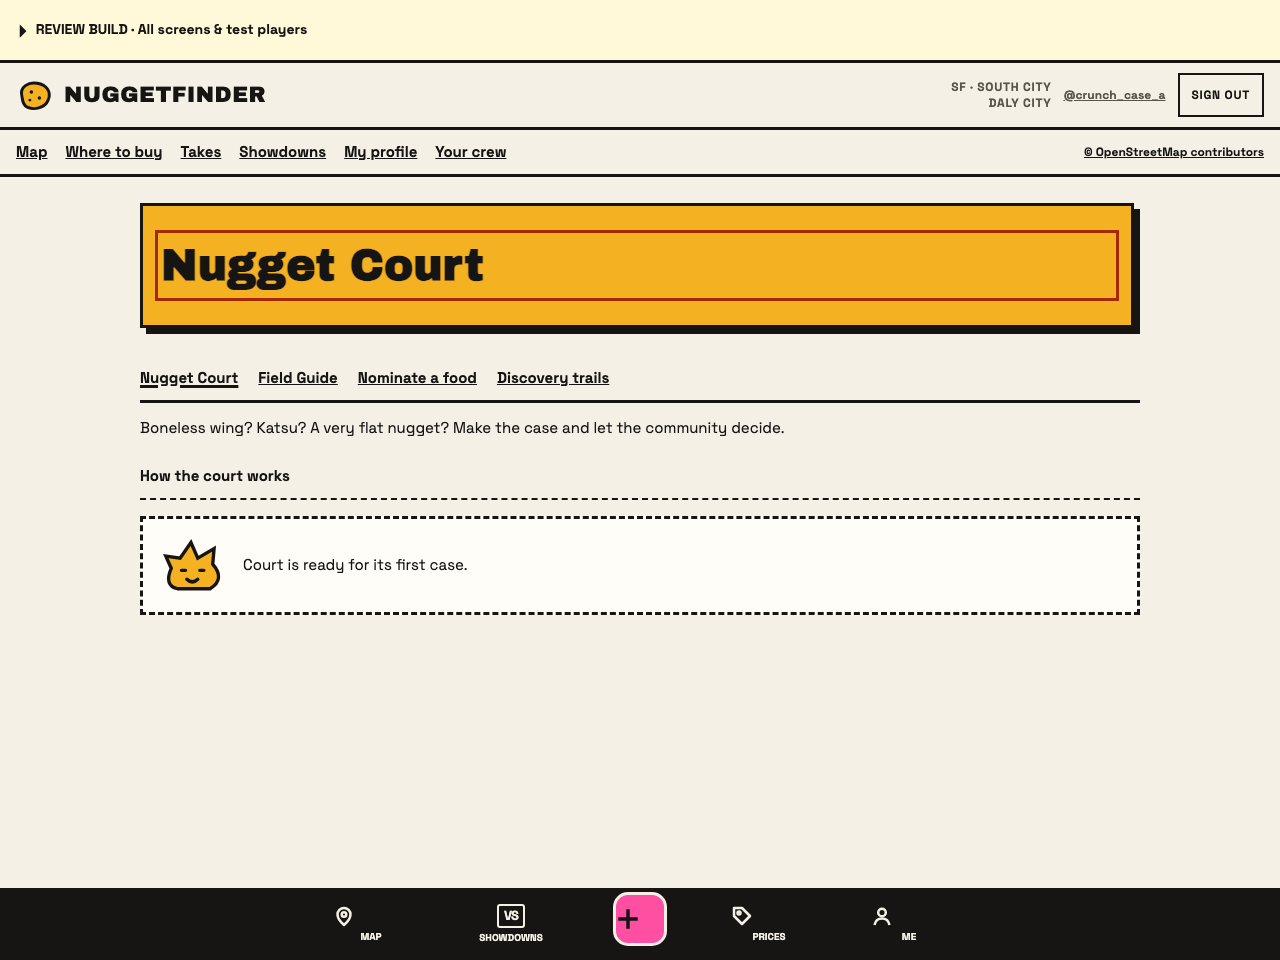 REVIEW BUILD · All screens & test players
NUGGETFINDER
SF · SOUTH CITY
DALY CITY
@crunch_case_a
SIGN OUT
Map
Where to buy
Takes
Showdowns
My profile
Your crew
© OpenStreetMap contributors
Nugget Court
Nugget Court
Field Guide
Nominate a food
Discovery trails
Boneless wing? Katsu? A very flat nugget? Make the case and let the community decide.
How the court works
Court is ready for its first case.
MAP
VS
SHOWDOWNS
+
PRICES
ME